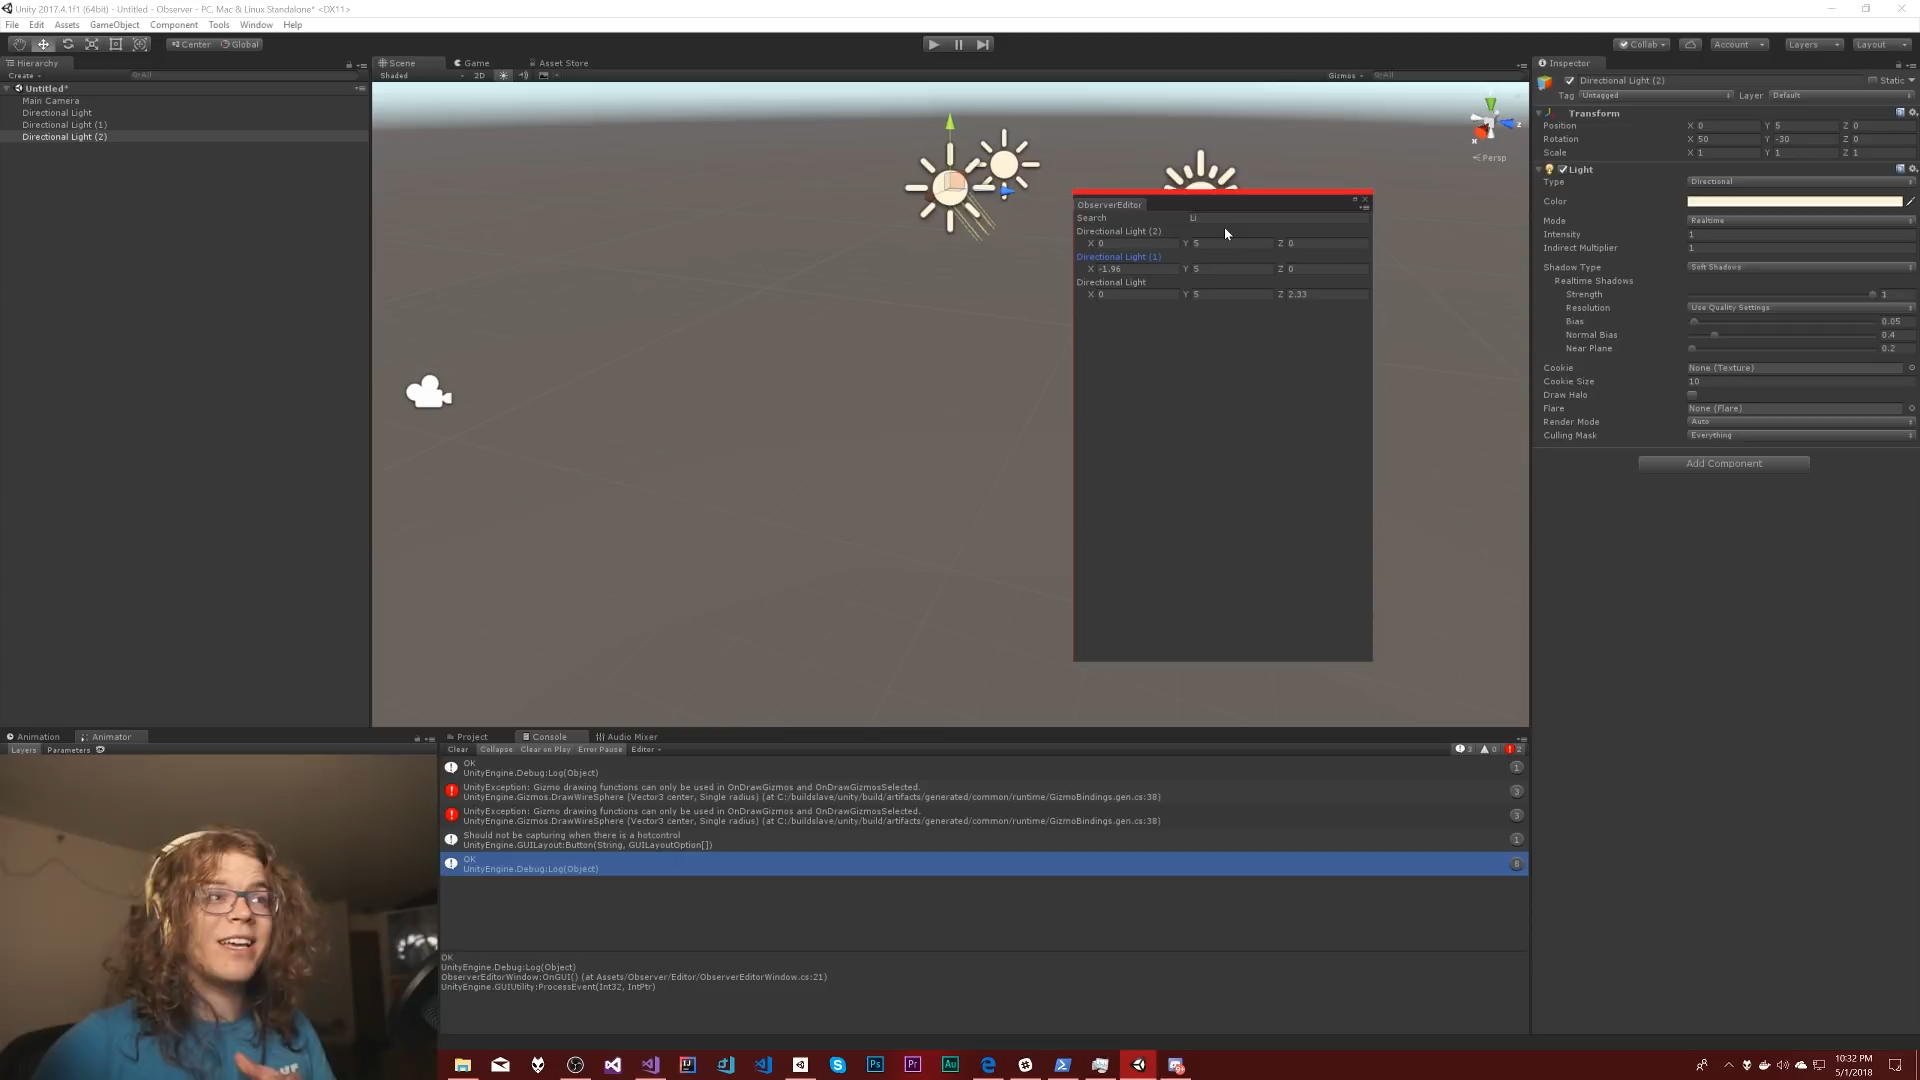 Unity 2017.4.1f1 (64bit) - Untitled - Observer - PC, Mac & Linux Standalone* <DX11>
File Edit Assets GameObject Component Tools Window Help
Center Global
Collab Account Layers Layout
Hierarchy
Create All
Untitled*
Main Camera
Directional Light
Directional Light (1)
Directional Light (2)
Scene Game Asset Store
Shaded 2D Gizmos All
x z
Persp
ObserverEditor
Search Li
Directional Light (2)
X 0 Y 5 Z 0
Directional Light (1)
X -1.96 Y 5 Z 0
Directional Light
X 0 Y 5 Z 2.33
Inspector
Directional Light (2) Static
Tag Untagged Layer Default
Transform
Position X 0 Y 5 Z 0
Rotation X 50 Y -30 Z 0
Scale X 1 Y 1 Z 1
Light
Type Directional
Color
Mode Realtime
Intensity 1
Indirect Multiplier 1
Shadow Type Soft Shadows
Realtime Shadows
Strength 1
Resolution Use Quality Settings
Bias 0.05
Normal Bias 0.4
Near Plane 0.2
Cookie None (Texture)
Cookie Size 10
Draw Halo
Flare None (Flare)
Render Mode Auto
Culling Mask Everything
Add Component
Animation Animator
Layers Parameters
Project Console Audio Mixer
Clear Collapse Clear on Play Error Pause Editor 3 0 2
OK
UnityEngine.Debug:Log(Object) 1
UnityException: Gizmo drawing functions can only be used in OnDrawGizmos and OnDrawGizmosSelected.
UnityEngine.Gizmos.DrawWireSphere (Vector3 center, Single radius) (at C:/buildslave/unity/build/artifacts/generated/common/runtime/GizmoBindings.gen.cs:38) 3
UnityException: Gizmo drawing functions can only be used in OnDrawGizmos and OnDrawGizmosSelected.
UnityEngine.Gizmos.DrawWireSphere (Vector3 center, Single radius) (at C:/buildslave/unity/build/artifacts/generated/common/runtime/GizmoBindings.gen.cs:38) 3
Should not be capturing when there is a hotcontrol
UnityEngine.GUILayout:Button(String, GUILayoutOption[]) 1
OK
UnityEngine.Debug:Log(Object)
OK
UnityEngine.Debug:Log(Object)
ObserverEditorWindow:OnGUI() (at Assets/Observer/Editor/ObserverEditorWindow.cs:21)
UnityEngine.GUIUtility:ProcessEvent(Int32, IntPtr)
Ps Pr Au
10:32 PM
5/1/2018